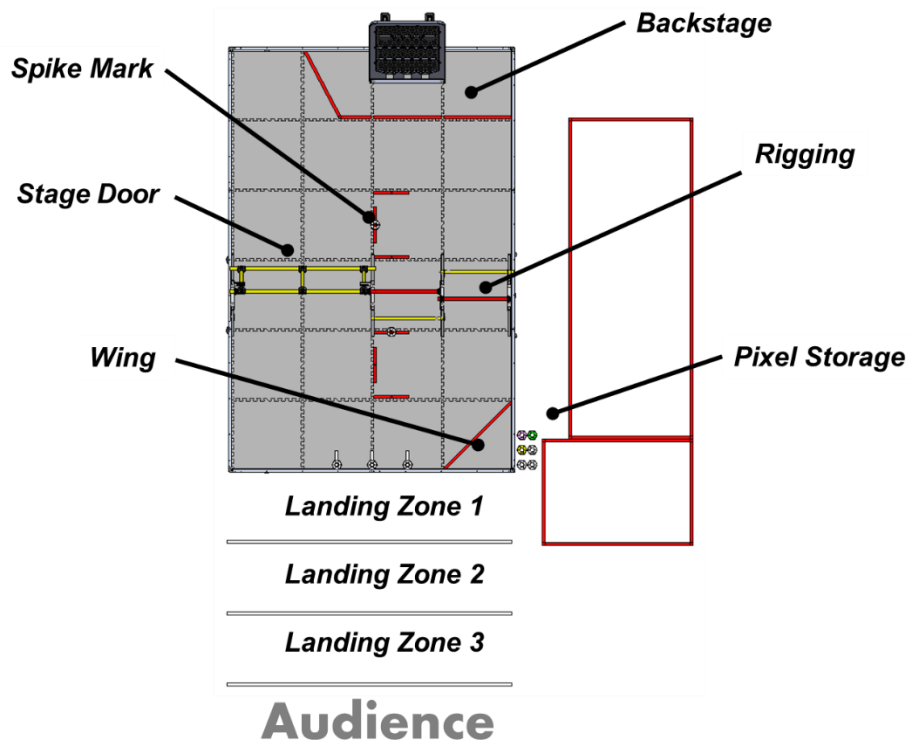 Backstage
Spike Mark
Rigging
Stage Door
Wing
Pixel Storage
Landing Zone 1
Landing Zone 2
Landing Zone 3
Audience